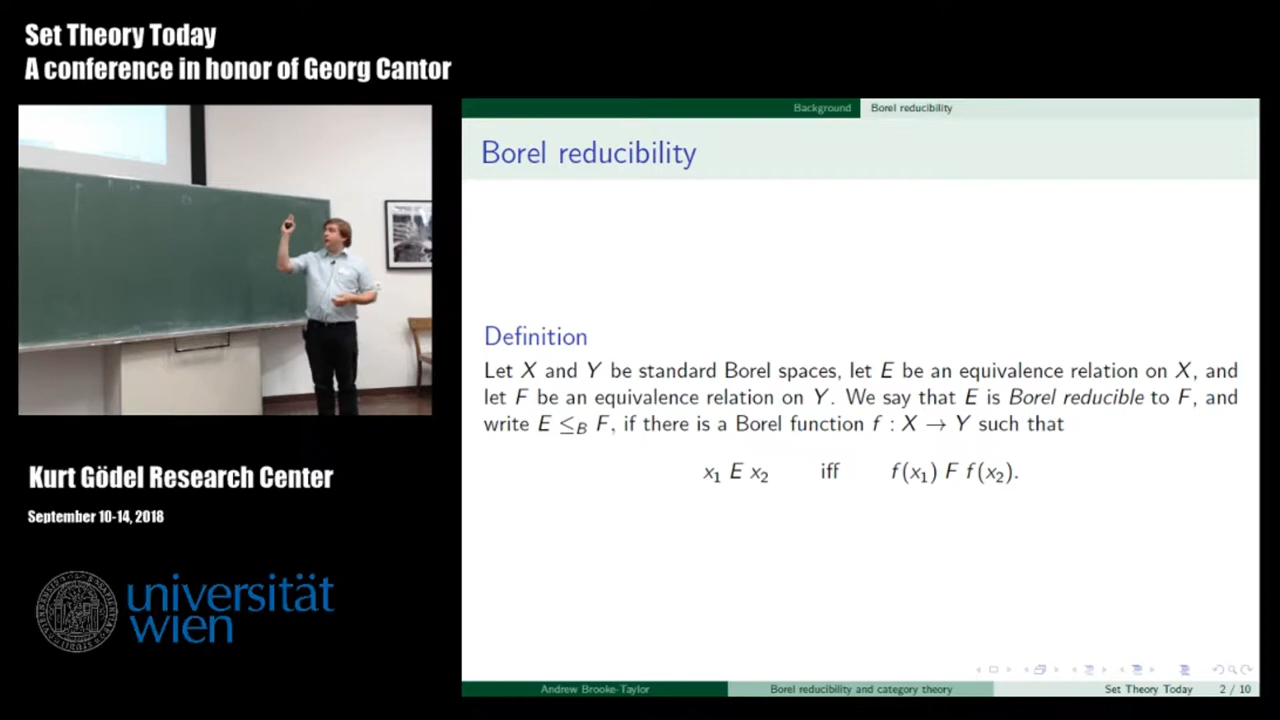 Set Theory Today
A conference in honor of Georg Cantor
Background
Borel reducibility
Borel reducibility
Definition
Let X and Y be standard Borel spaces, let E be an equivalence relation on X, and
let F be an equivalence relation on Y. We say that E is Borel reducible to F, and
write E ≤B F, if there is a Borel function f : X → Y such that
x₁ E x₂ iff f(x₁) F f(x₂).
Kurt Gödel Research Center
September 10-14, 2018
universität
wien
Andrew Brooke-Taylor
Borel reducibility and category theory
Set Theory Today
2 / 10